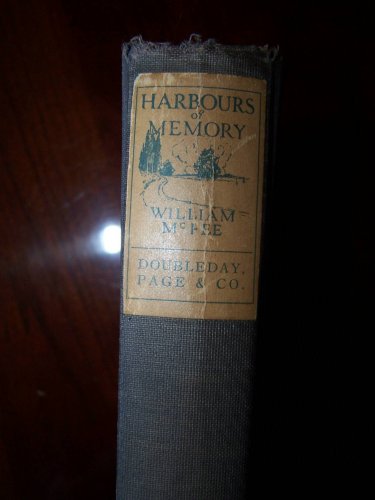 HARBOURS
OF
MEMORY
WILLIAM
McFEE
DOUBLEDAY,
PAGE & CO.